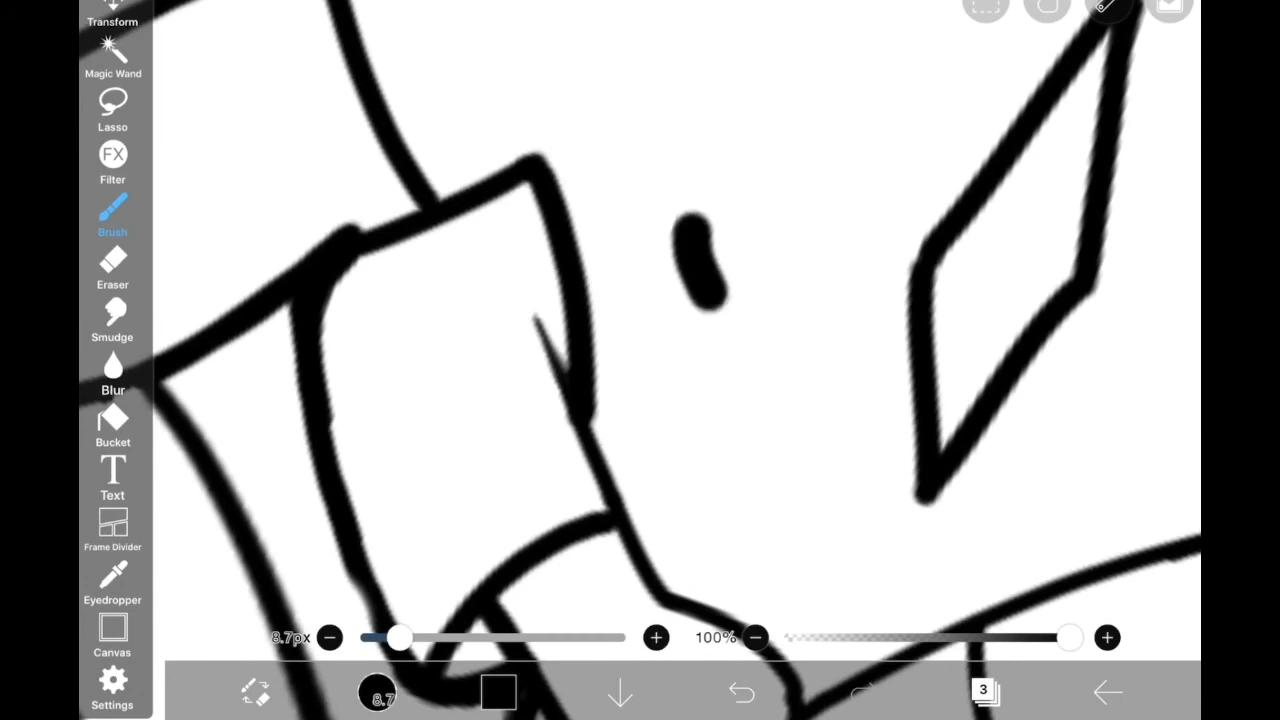 Transform
Magic Wand
Lasso
FX
Filter
Brush
Eraser
Smudge
Blur
Bucket
T
Text
Frame Divider
Eyedropper
Canvas
Settings
8.7px
100%
8.7
3